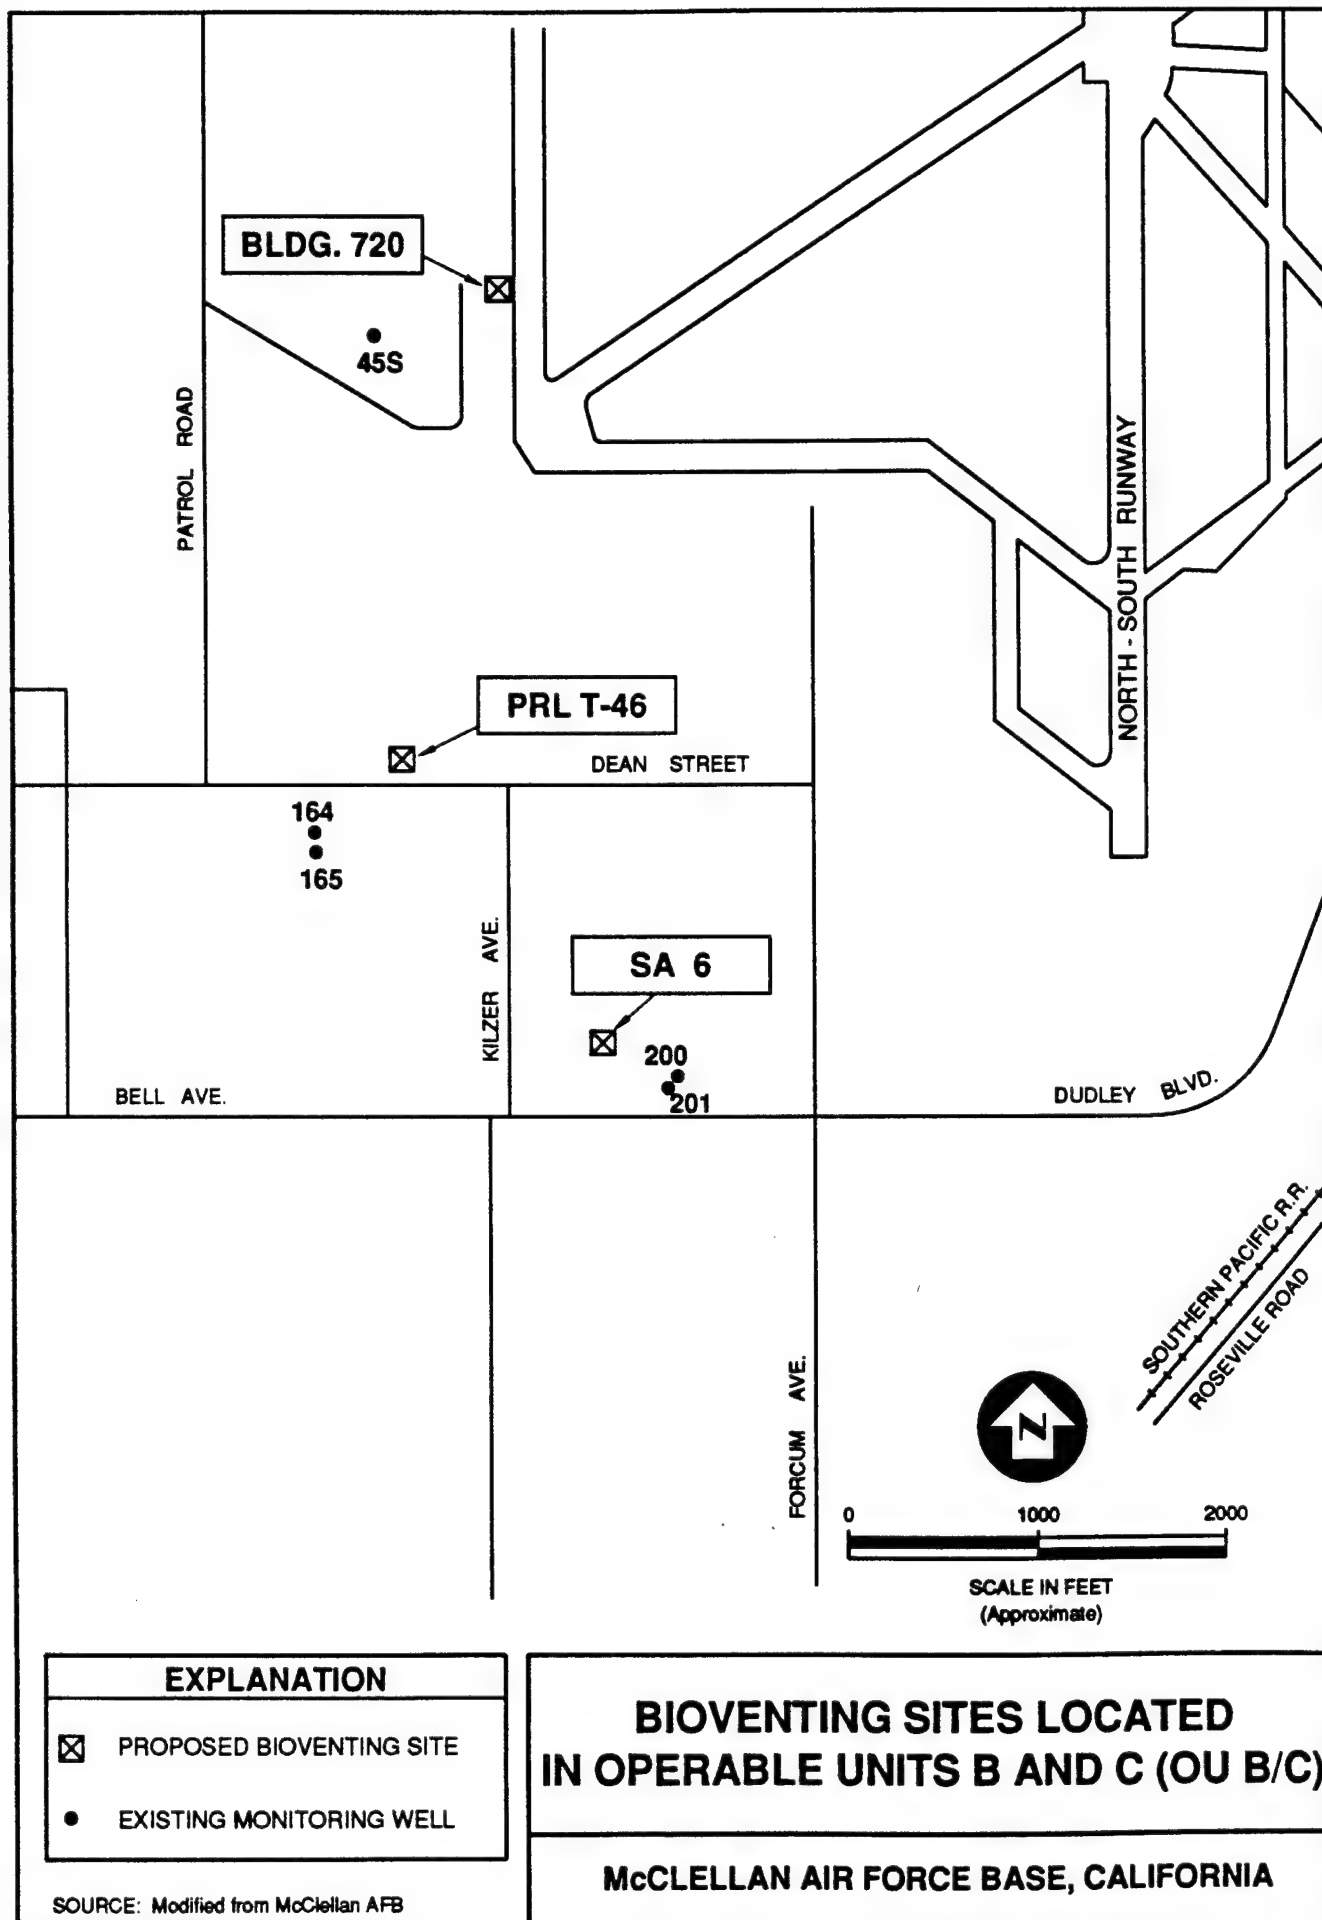 BLDG. 720
45S
PATROL ROAD
NORTH - SOUTH RUNWAY
PRL T-46
DEAN STREET
164
165
KILZER AVE.
SA 6
200
201
BELL AVE.
DUDLEY BLVD.
SOUTHERN PACIFIC R.R.
ROSEVILLE ROAD
FORCUM AVE.
N
0 1000 2000
SCALE IN FEET
(Approximate)
EXPLANATION
PROPOSED BIOVENTING SITE
EXISTING MONITORING WELL
SOURCE: Modified from McClellan AFB
BIOVENTING SITES LOCATED
IN OPERABLE UNITS B AND C (OU B/C)
McCLELLAN AIR FORCE BASE, CALIFORNIA